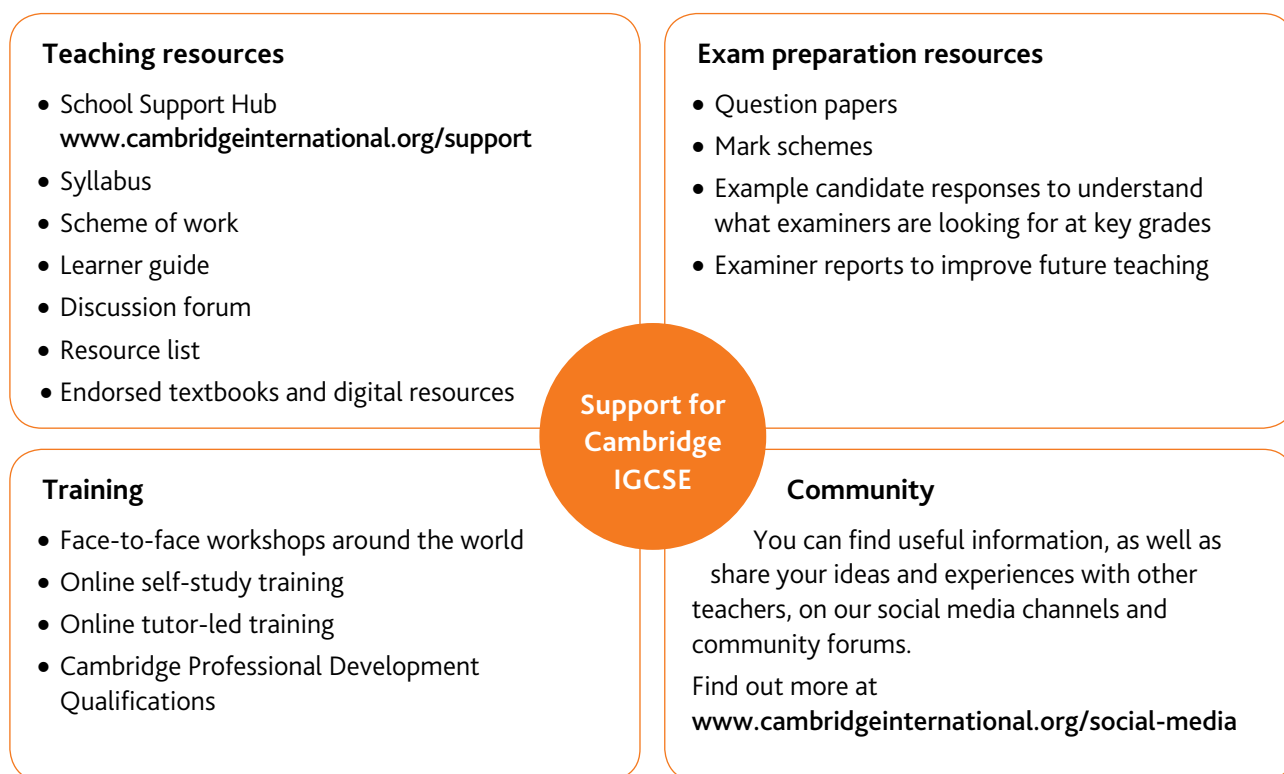 Teaching resources
• School Support Hub
www.cambridgeinternational.org/support
• Syllabus
• Scheme of work
• Learner guide
• Discussion forum
• Resource list
• Endorsed textbooks and digital resources
Exam preparation resources
• Question papers
• Mark schemes
• Example candidate responses to understand
what examiners are looking for at key grades
• Examiner reports to improve future teaching
Support for
Cambridge
IGCSE
Training
• Face-to-face workshops around the world
• Online self-study training
• Online tutor-led training
• Cambridge Professional Development
Qualifications
Community
You can find useful information, as well as
share your ideas and experiences with other
teachers, on our social media channels and
community forums.
Find out more at
www.cambridgeinternational.org/social-media